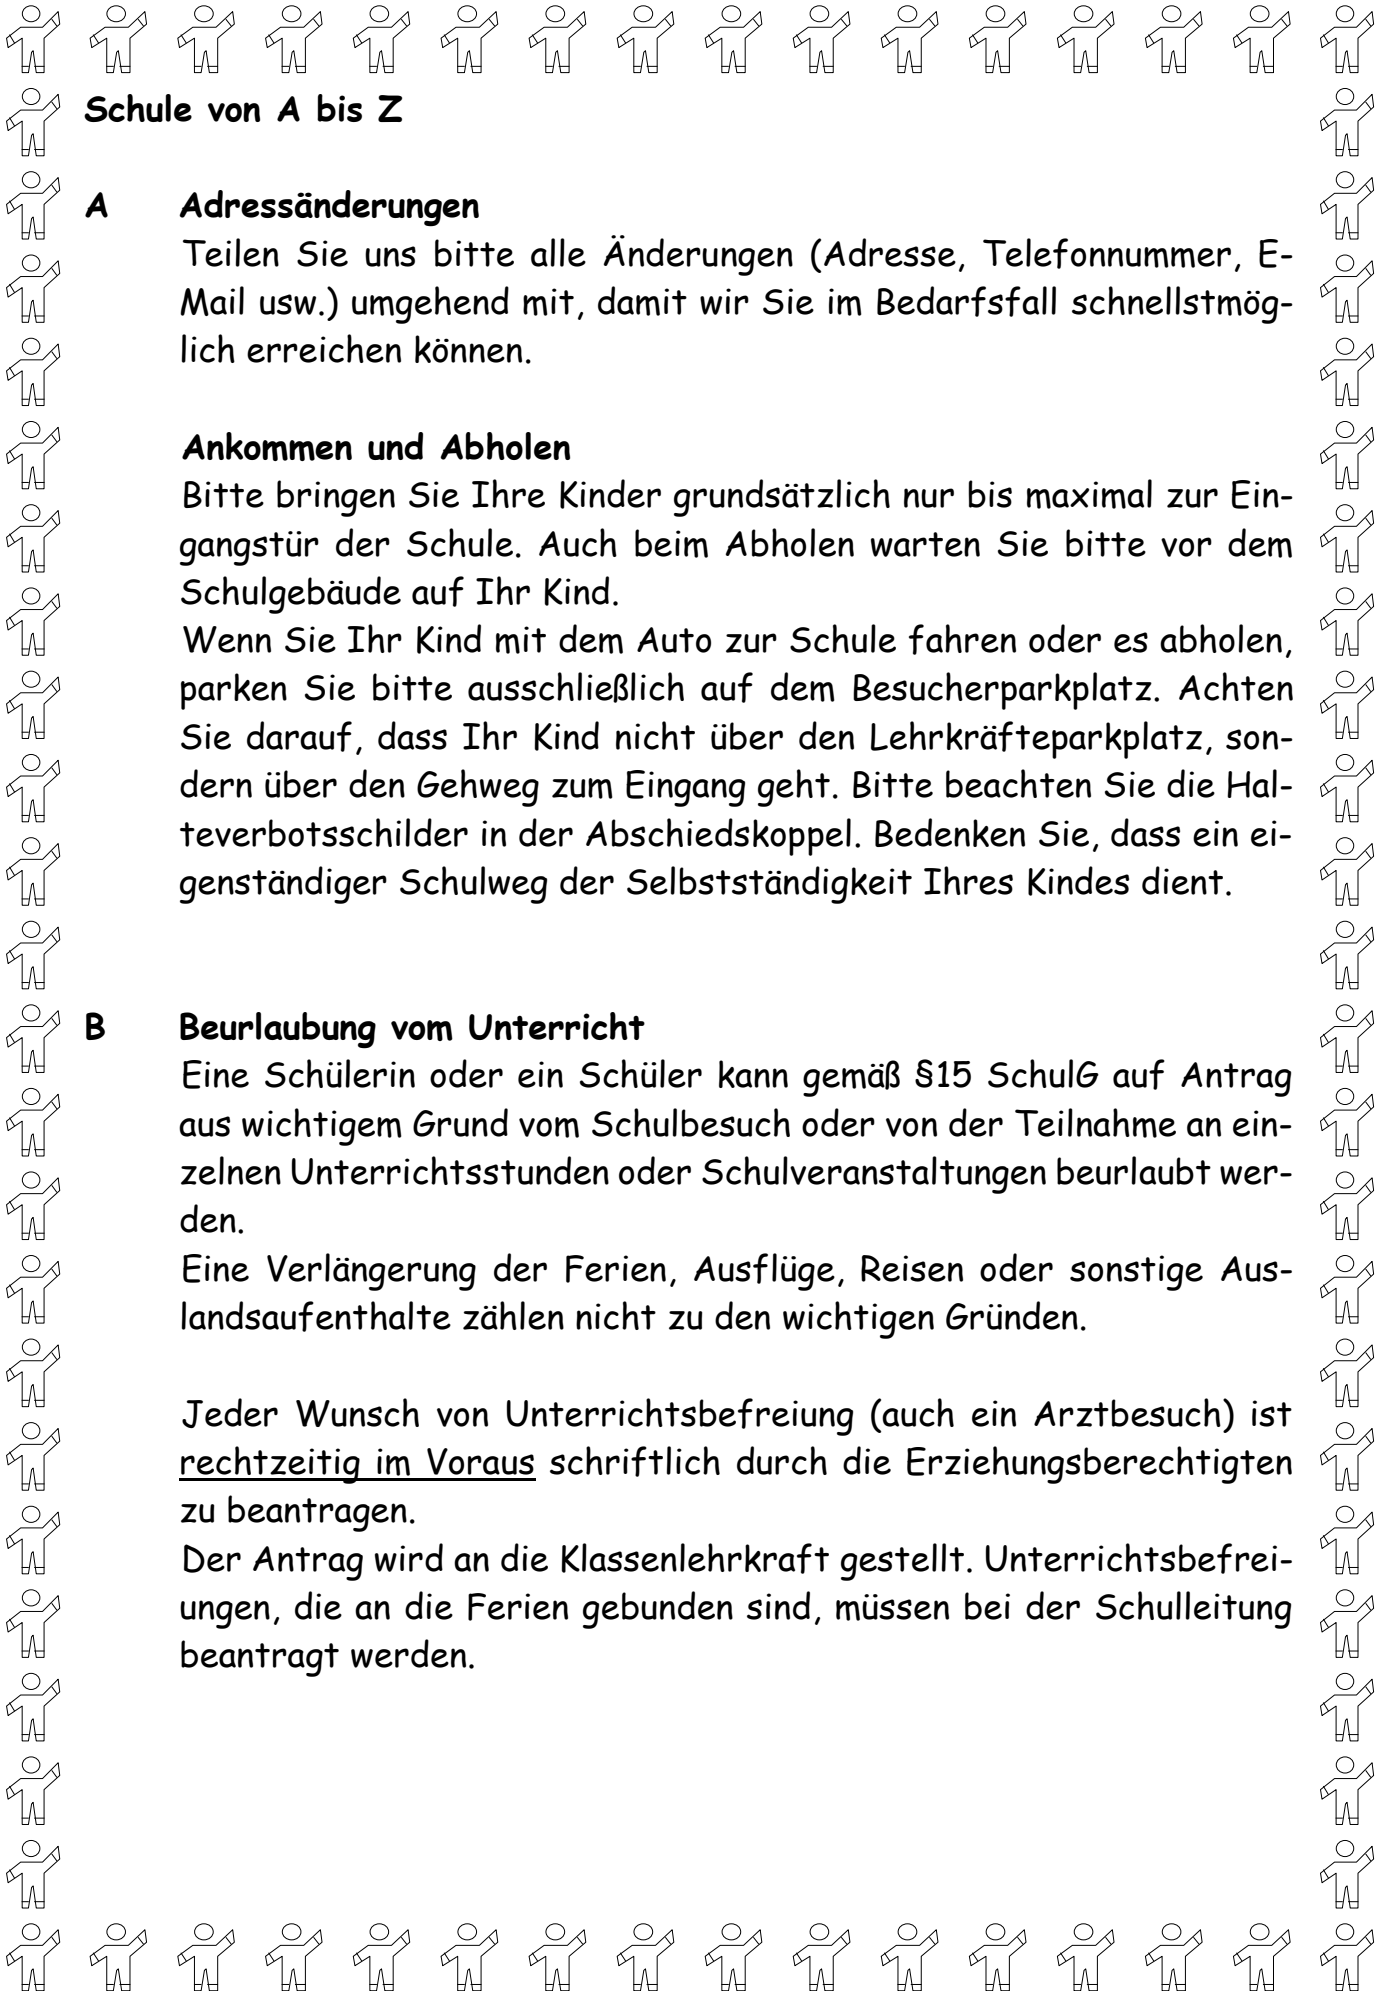 Schule von A bis Z
A Adressänderungen
Teilen Sie uns bitte alle Änderungen (Adresse, Telefonnummer, E-
Mail usw.) umgehend mit, damit wir Sie im Bedarfsfall schnellstmög-
lich erreichen können.
Ankommen und Abholen
Bitte bringen Sie Ihre Kinder grundsätzlich nur bis maximal zur Ein-
gangstür der Schule. Auch beim Abholen warten Sie bitte vor dem
Schulgebäude auf Ihr Kind.
Wenn Sie Ihr Kind mit dem Auto zur Schule fahren oder es abholen,
parken Sie bitte ausschließlich auf dem Besucherparkplatz. Achten
Sie darauf, dass Ihr Kind nicht über den Lehrkräfteparkplatz, son-
dern über den Gehweg zum Eingang geht. Bitte beachten Sie die Hal-
teverbotsschilder in der Abschiedskoppel. Bedenken Sie, dass ein ei-
genständiger Schulweg der Selbstständigkeit Ihres Kindes dient.
B Beurlaubung vom Unterricht
Eine Schülerin oder ein Schüler kann gemäß §15 SchulG auf Antrag
aus wichtigem Grund vom Schulbesuch oder von der Teilnahme an ein-
zelnen Unterrichtsstunden oder Schulveranstaltungen beurlaubt wer-
den.
Eine Verlängerung der Ferien, Ausflüge, Reisen oder sonstige Aus-
landsaufenthalte zählen nicht zu den wichtigen Gründen.
Jeder Wunsch von Unterrichtsbefreiung (auch ein Arztbesuch) ist
rechtzeitig im Voraus schriftlich durch die Erziehungsberechtigten
zu beantragen.
Der Antrag wird an die Klassenlehrkraft gestellt. Unterrichtsbefrei-
ungen, die an die Ferien gebunden sind, müssen bei der Schulleitung
beantragt werden.